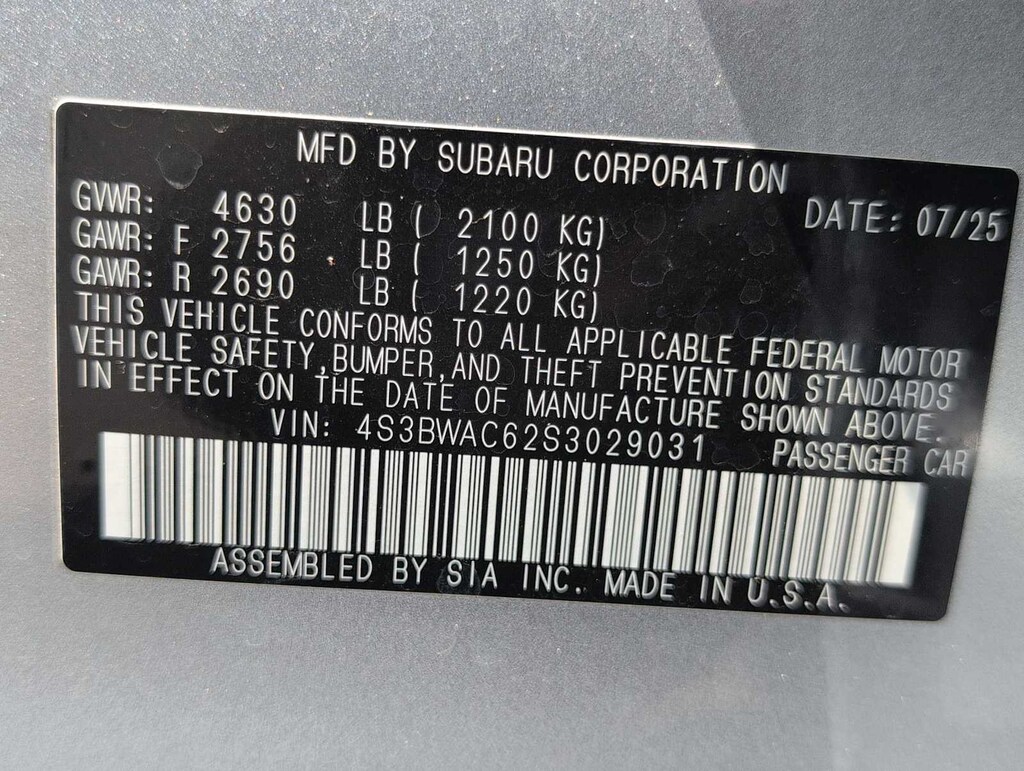 MFD BY SUBARU CORPORATION
GVWR: 4630 LB ( 2100 KG) DATE: 07/25
GAWR: F 2756 LB ( 1250 KG)
GAWR: R 2690 LB ( 1220 KG)
THIS VEHICLE CONFORMS TO ALL APPLICABLE FEDERAL MOTOR
VEHICLE SAFETY,BUMPER,AND THEFT PREVENTION STANDARDS
IN EFFECT ON THE DATE OF MANUFACTURE SHOWN ABOVE.
VIN: 4S3BWAC62S3029031 PASSENGER CAR
ASSEMBLED BY SIA INC. MADE IN U.S.A.